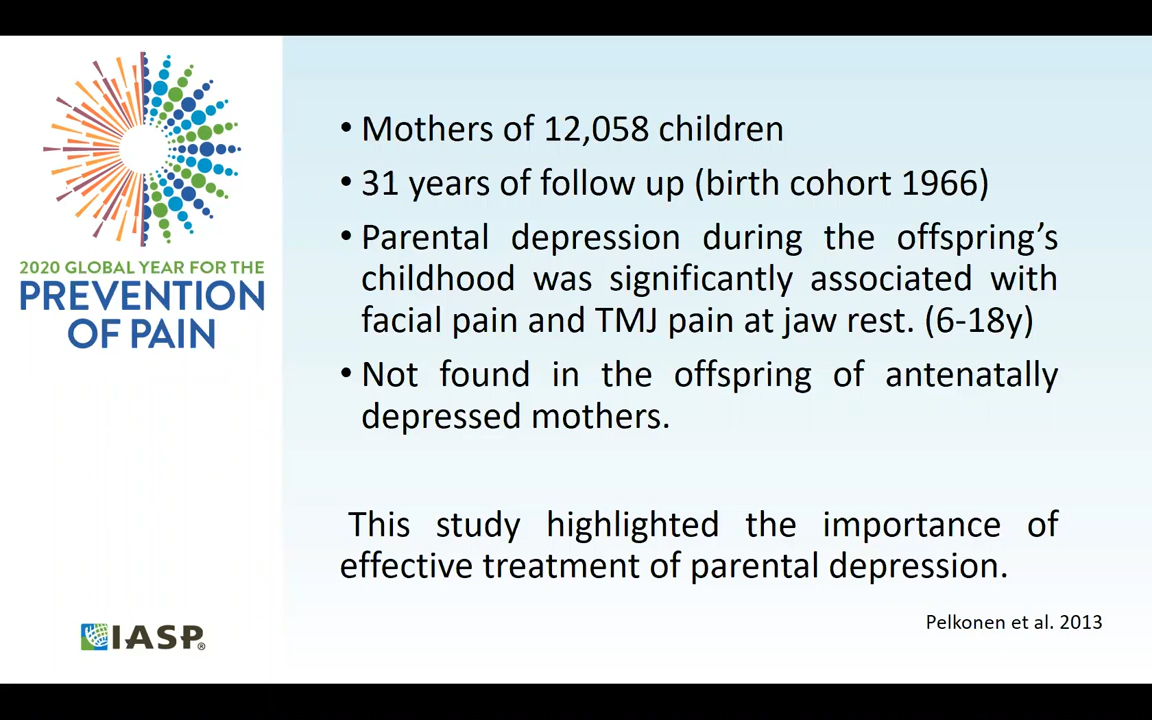 2020 GLOBAL YEAR FOR THE
PREVENTION
OF PAIN
• Mothers of 12,058 children
• 31 years of follow up (birth cohort 1966)
• Parental depression during the offspring's
childhood was significantly associated with
facial pain and TMJ pain at jaw rest. (6-18y)
• Not found in the offspring of antenatally
depressed mothers.
This study highlighted the importance of
effective treatment of parental depression.
Pelkonen et al. 2013
IASP®